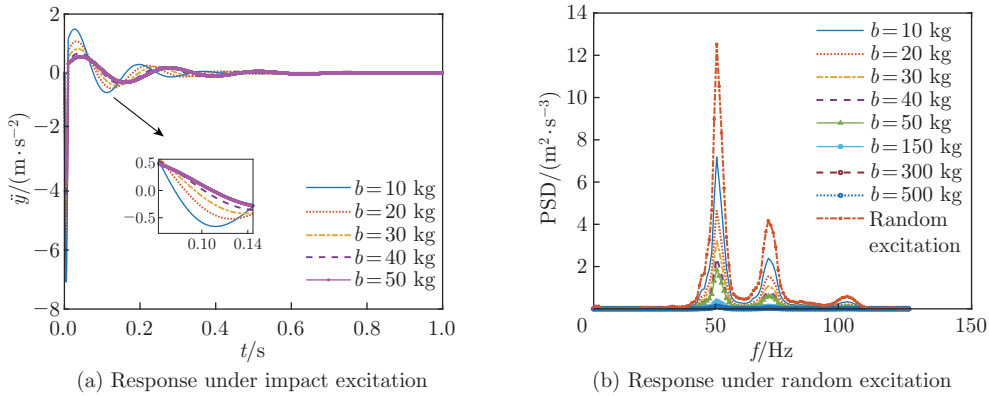 2
0
−2
−4
−6
−8
ÿ/(m·s⁻²)
0.5
0.0
−0.5
0.10
0.14
b=10 kg
b=20 kg
b=30 kg
b=40 kg
b=50 kg
0.0
0.2
0.4
0.6
0.8
1.0
t/s
(a) Response under impact excitation
14
12
10
8
6
4
2
PSD/(m²·s⁻³)
b=10 kg
b=20 kg
b=30 kg
b=40 kg
b=50 kg
b=150 kg
b=300 kg
b=500 kg
Random
excitation
0
50
100
150
f/Hz
(b) Response under random excitation